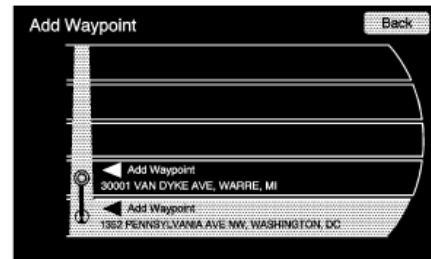 Add Waypoint
Back
Add Waypoint
30001 VAN DYKE AVE, WARRE, MI
Add Waypoint
1352 PENNSYLVANIA AVE NW, WASHINGTON, DC